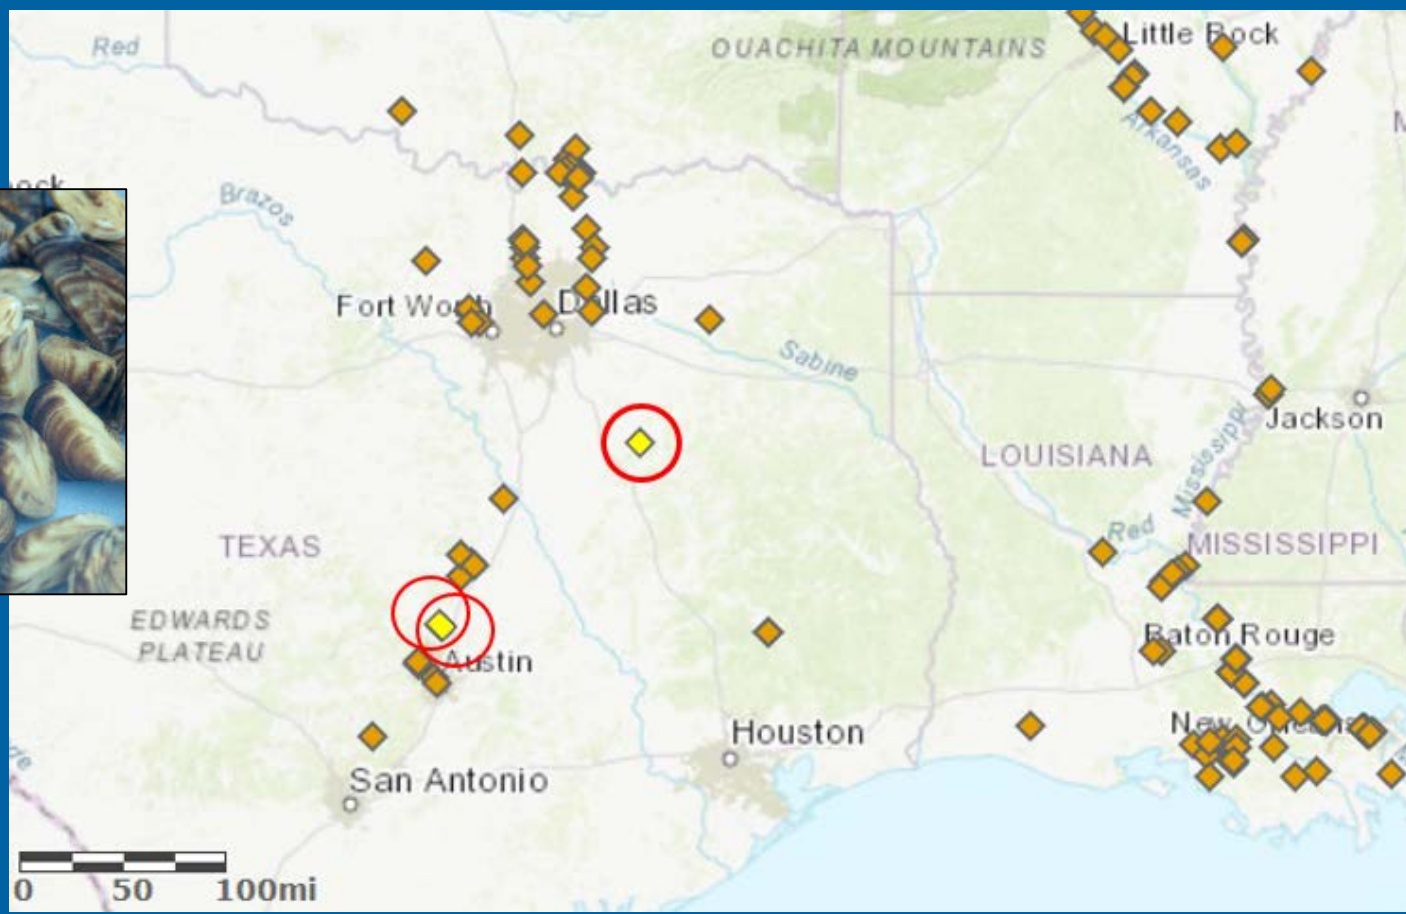 Red
OUACHITA MOUNTAINS
Little Rock
Arkansas
ock
Brazos
Fort Worth
Dallas
Sabine
Jackson
LOUISIANA
Mississippi
Red
MISSISSIPPI
TEXAS
EDWARDS
PLATEAU
Austin
Baton Rouge
New Orleans
Houston
San Antonio
0 50 100mi